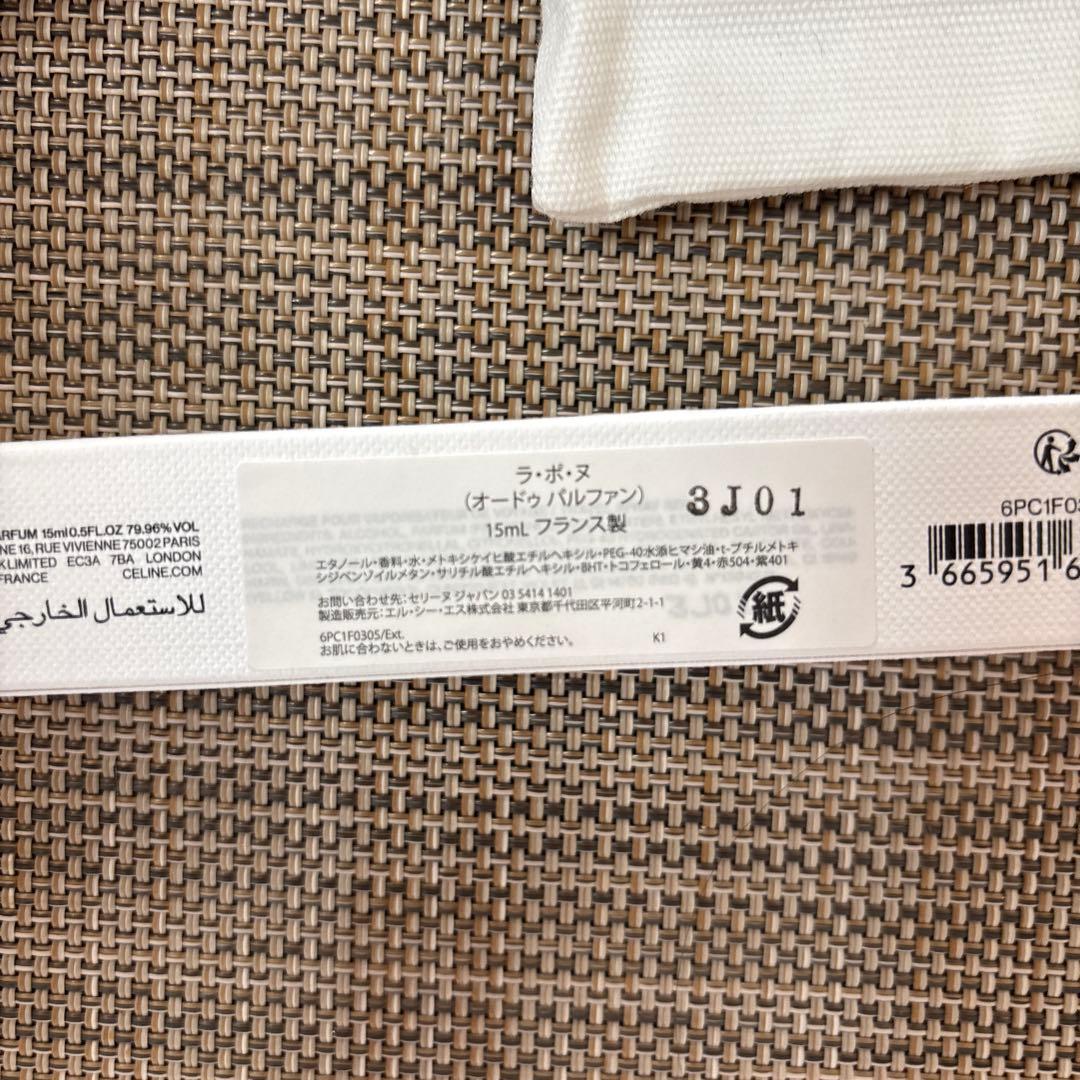 ARFUM 15ml 0.5FL.OZ 79.96% VOL
NE 16, RUE VIVIENNE 75002 PARIS
K LIMITED EC3A 7BA LONDON
FRANCE CELINE.COM
للاستعمال الخارجي
ラ・ポ・ヌ
(オードゥ パルファン)
15mL フランス製
3J01
エタノール・香料・水・メトキシケイヒ酸エチルヘキシル・PEG-40水添ヒマシ油・t-ブチルメトキ
シジベンゾイルメタン・サリチル酸エチルヘキシル・BHT・トコフェロール・黄4・赤504・紫401
お問い合わせ先:セリーヌ ジャパン 03 5414 1401
製造販売元:エル・シー・エス株式会社 東京都千代田区平河町2-1-1
6PC1F0305/Ext. K1
お肌に合わないときは、ご使用をおやめください。
紙
6PC1F03
3 665951 6